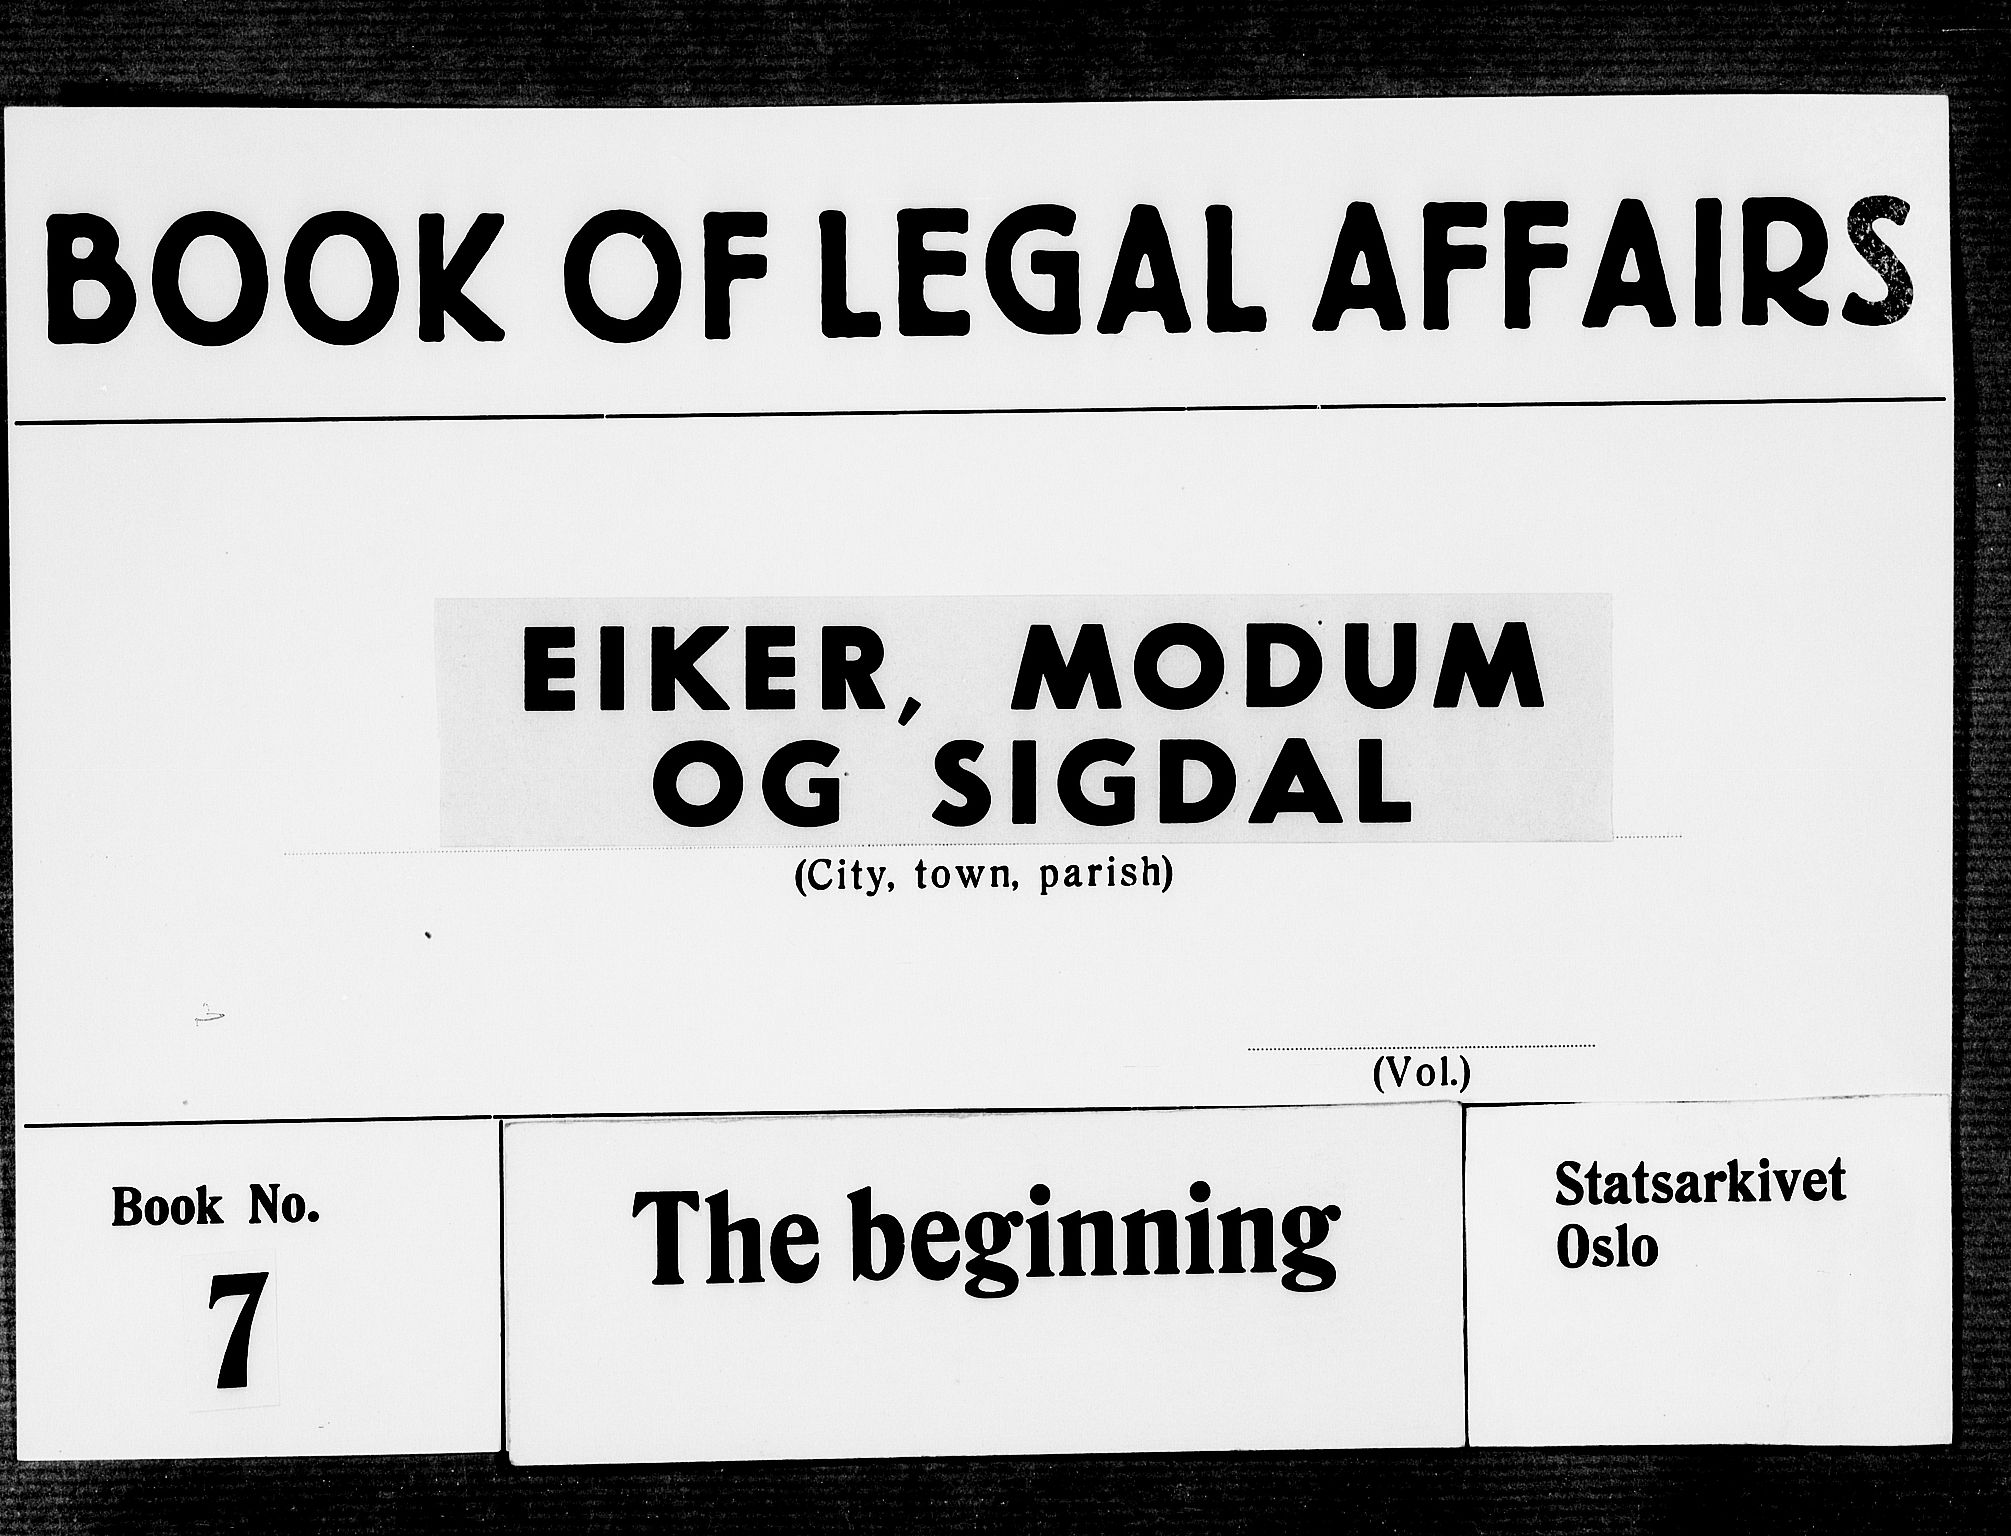 BOOK OF LEGAL AFFAIRS
EIKER, MODUM
OG SIGDAL
(City, town, parish)
(Vol.)
Book No.
7
The beginning
Statsarkivet
Oslo